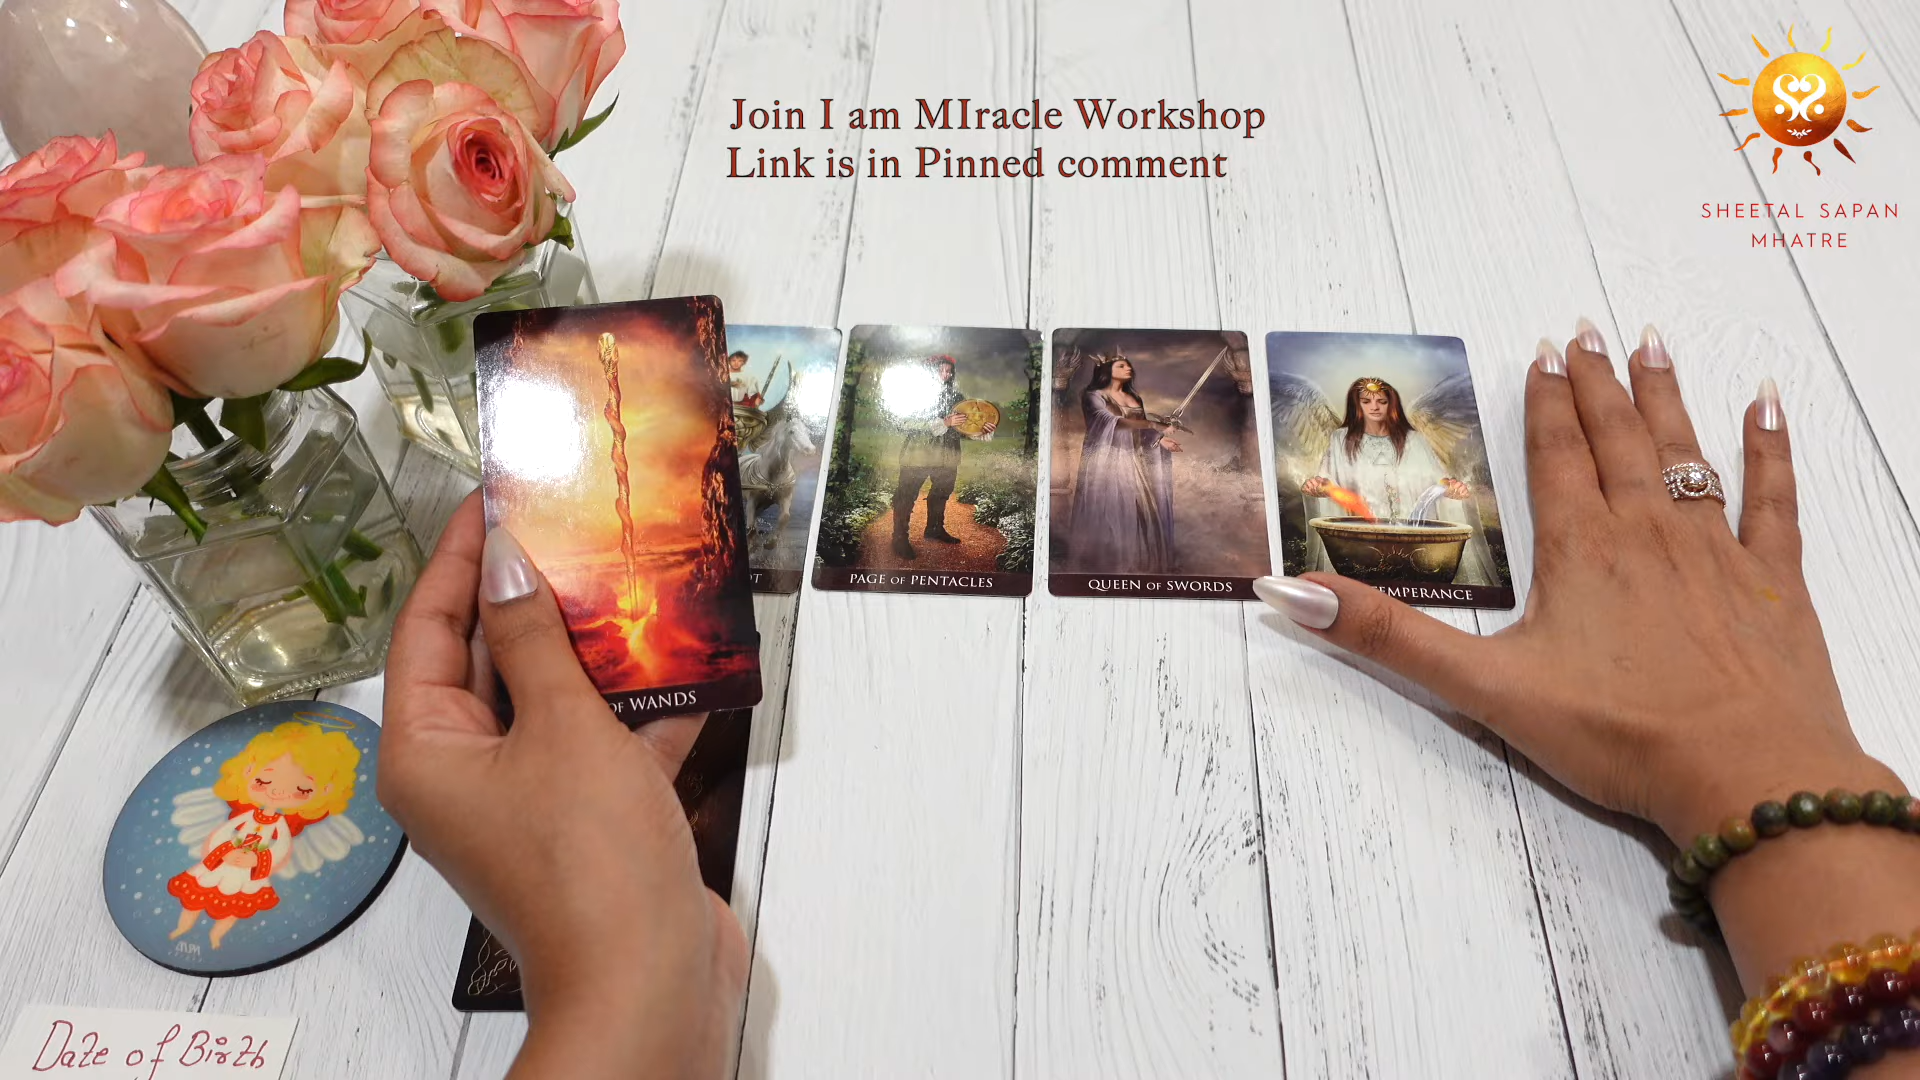 Join I am MIracle Workshop
Link is in Pinned comment
SHEETAL SAPAN
MHATRE
OF WANDS
PAGE OF PENTACLES
QUEEN OF SWORDS
TEMPERANCE
Date of Birth